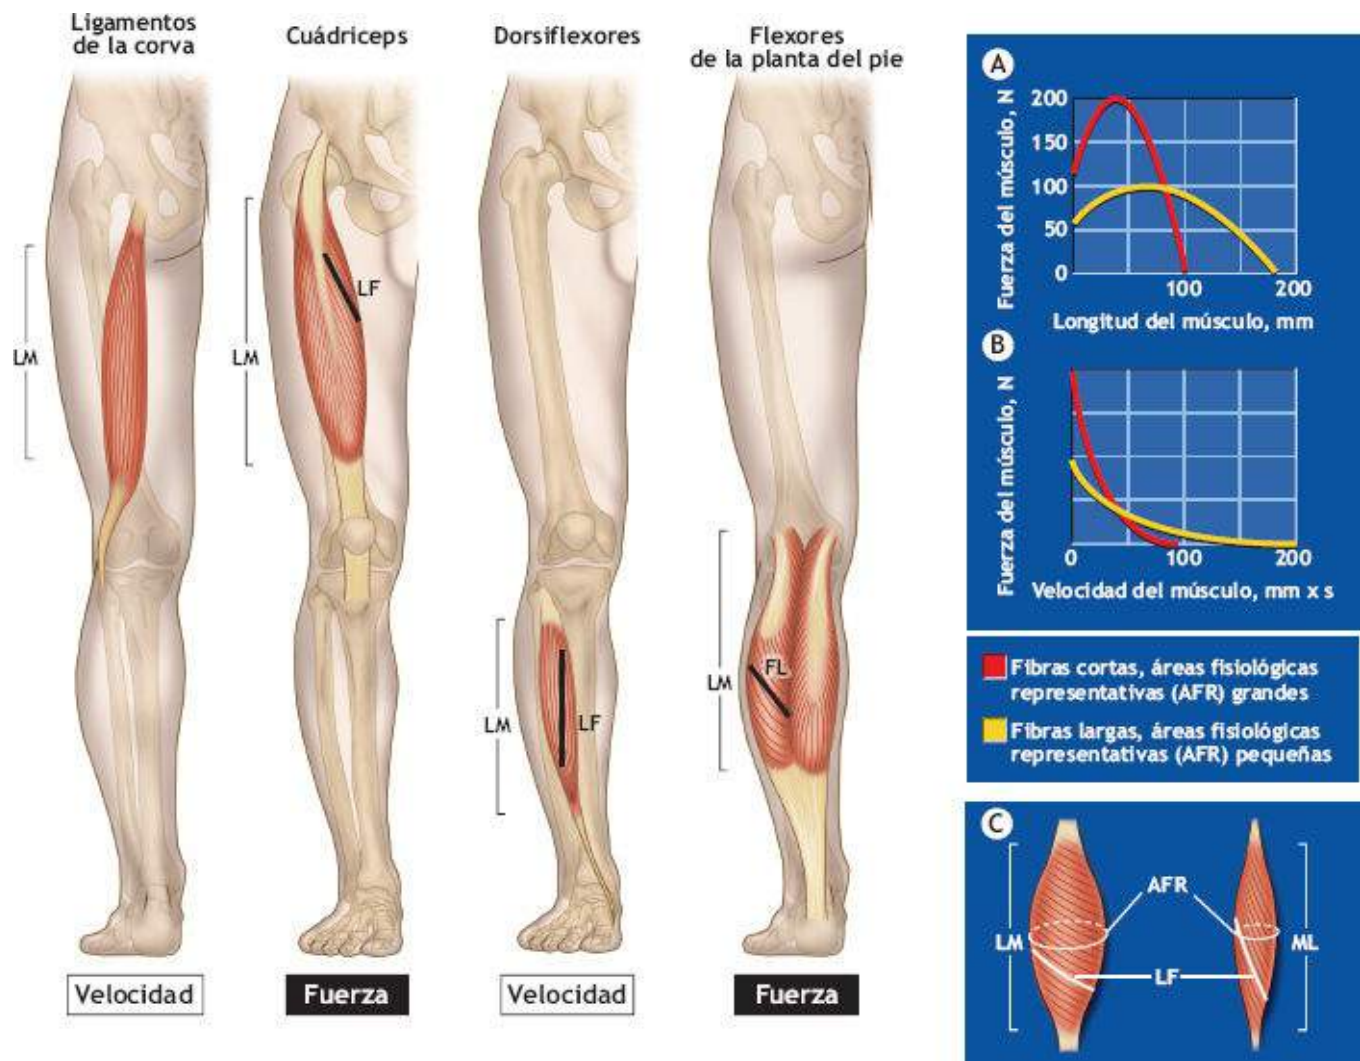 Ligamentos
de la corva
Cuádriceps
Dorsiflexores
Flexores
de la planta del pie
LM
LM
LF
LM
LF
LM
FL
Velocidad
Fuerza
Velocidad
Fuerza
A
Fuerza del músculo, N
200
150
100
50
0
100
200
Longitud del músculo, mm
B
Fuerza del músculo, N
0
100
200
Velocidad del músculo, mm x s
Fibras cortas, áreas fisiológicas
representativas (AFR) grandes
Fibras largas, áreas fisiológicas
representativas (AFR) pequeñas
C
AFR
LM
ML
LF